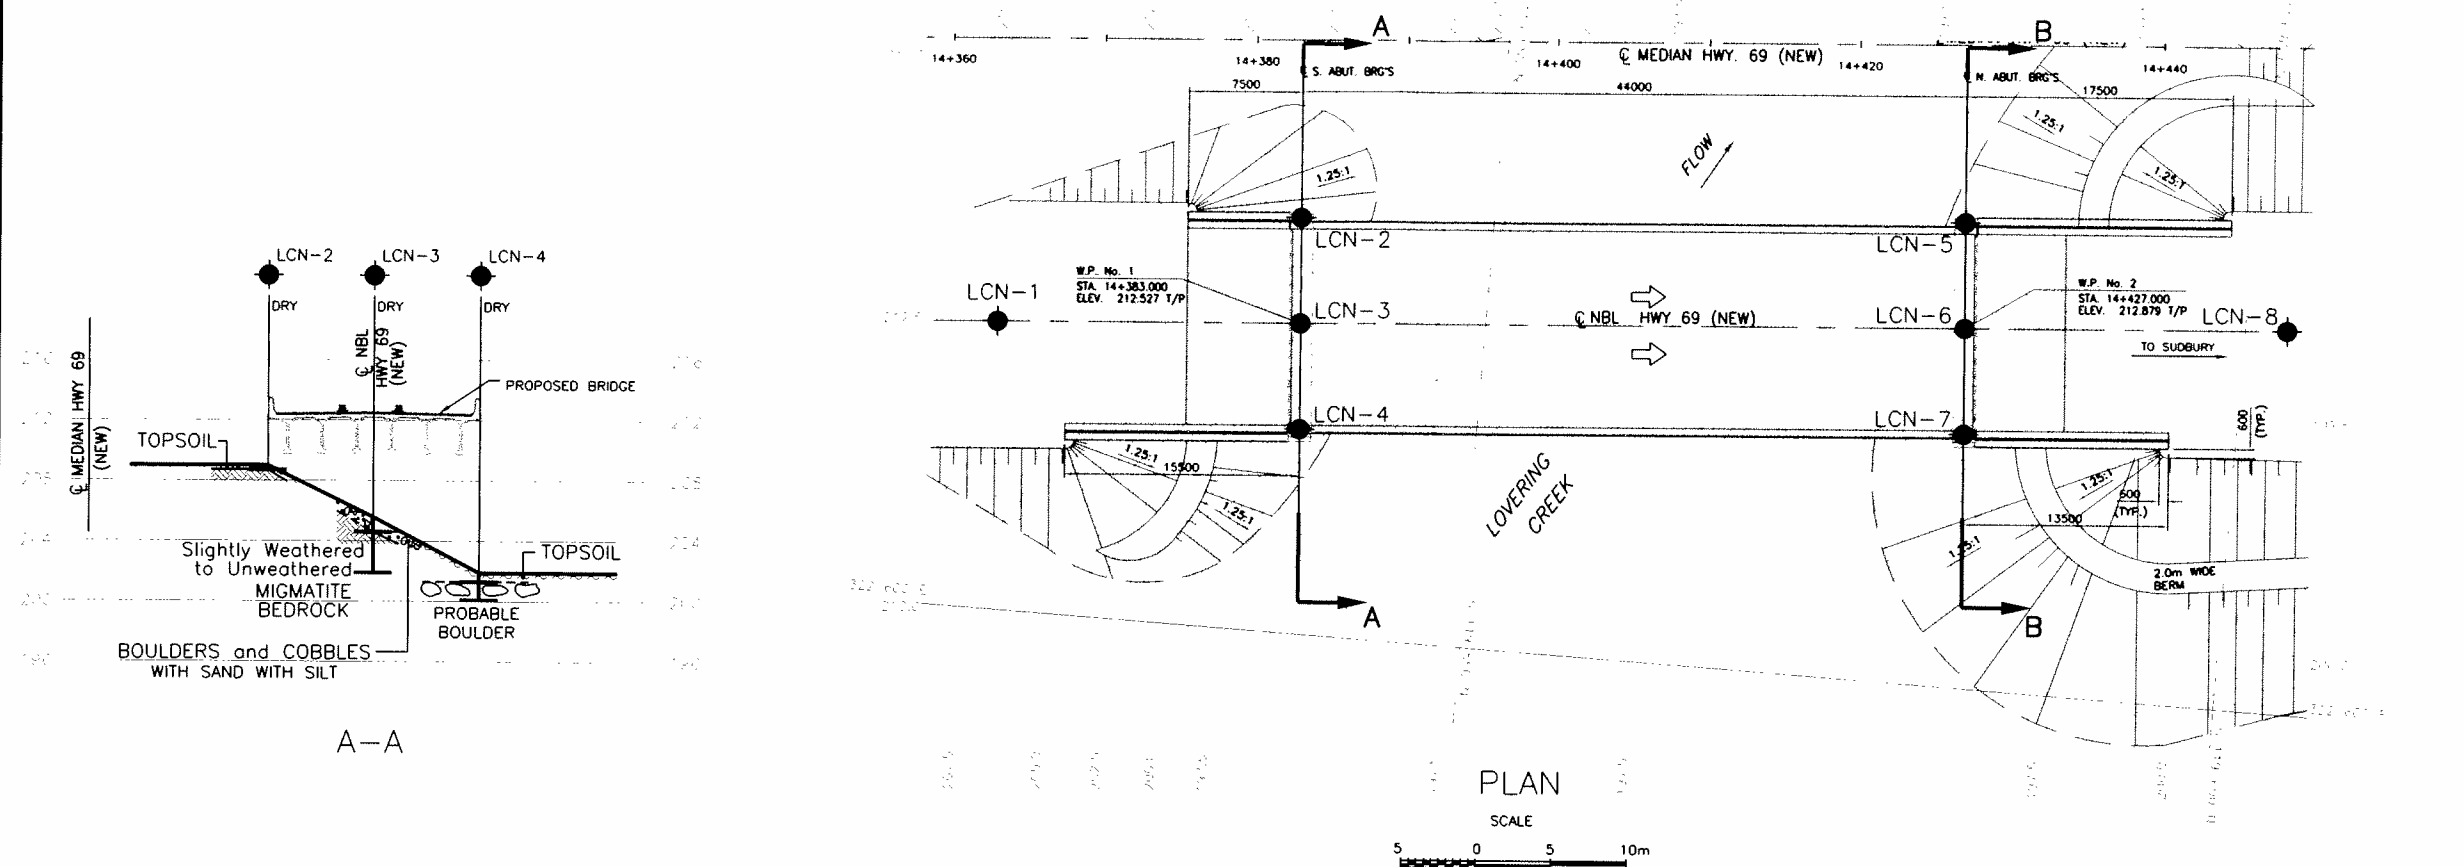 LCN-2
LCN-3
LCN-4
DRY
DRY
DRY
℄ MEDIAN HWY 69
(NEW)
℄ NBL
HWY 69
(NEW)
PROPOSED BRIDGE
TOPSOIL
Slightly Weathered
to Unweathered
MIGMATITE
BEDROCK
TOPSOIL
PROBABLE
BOULDER
BOULDERS and COBBLES
WITH SAND WITH SILT
A-A
A
B
14+360
14+380
14+400
14+420
14+440
℄ MEDIAN HWY. 69 (NEW)
℄ S. ABUT. BRG'S
℄ N. ABUT. BRG'S
7500
44000
17500
1.25:1
1.25:1
1.25:1
FLOW
LCN-2
LCN-5
W.P. No. 1
STA. 14+383.000
ELEV. 212.527 T/P
LCN-1
LCN-3
℄ NBL HWY 69 (NEW)
LCN-6
W.P. No. 2
STA. 14+427.000
ELEV. 212.879 T/P
LCN-8
TO SUDBURY
LCN-4
LCN-7
600
(TYP.)
1.25:1
15500
1.25:1
LOVERING
CREEK
1.25:1
600
(TYP.)
13500
1.25:1
2.0m WIDE
BERM
A
B
PLAN
SCALE
5 0 5 10m